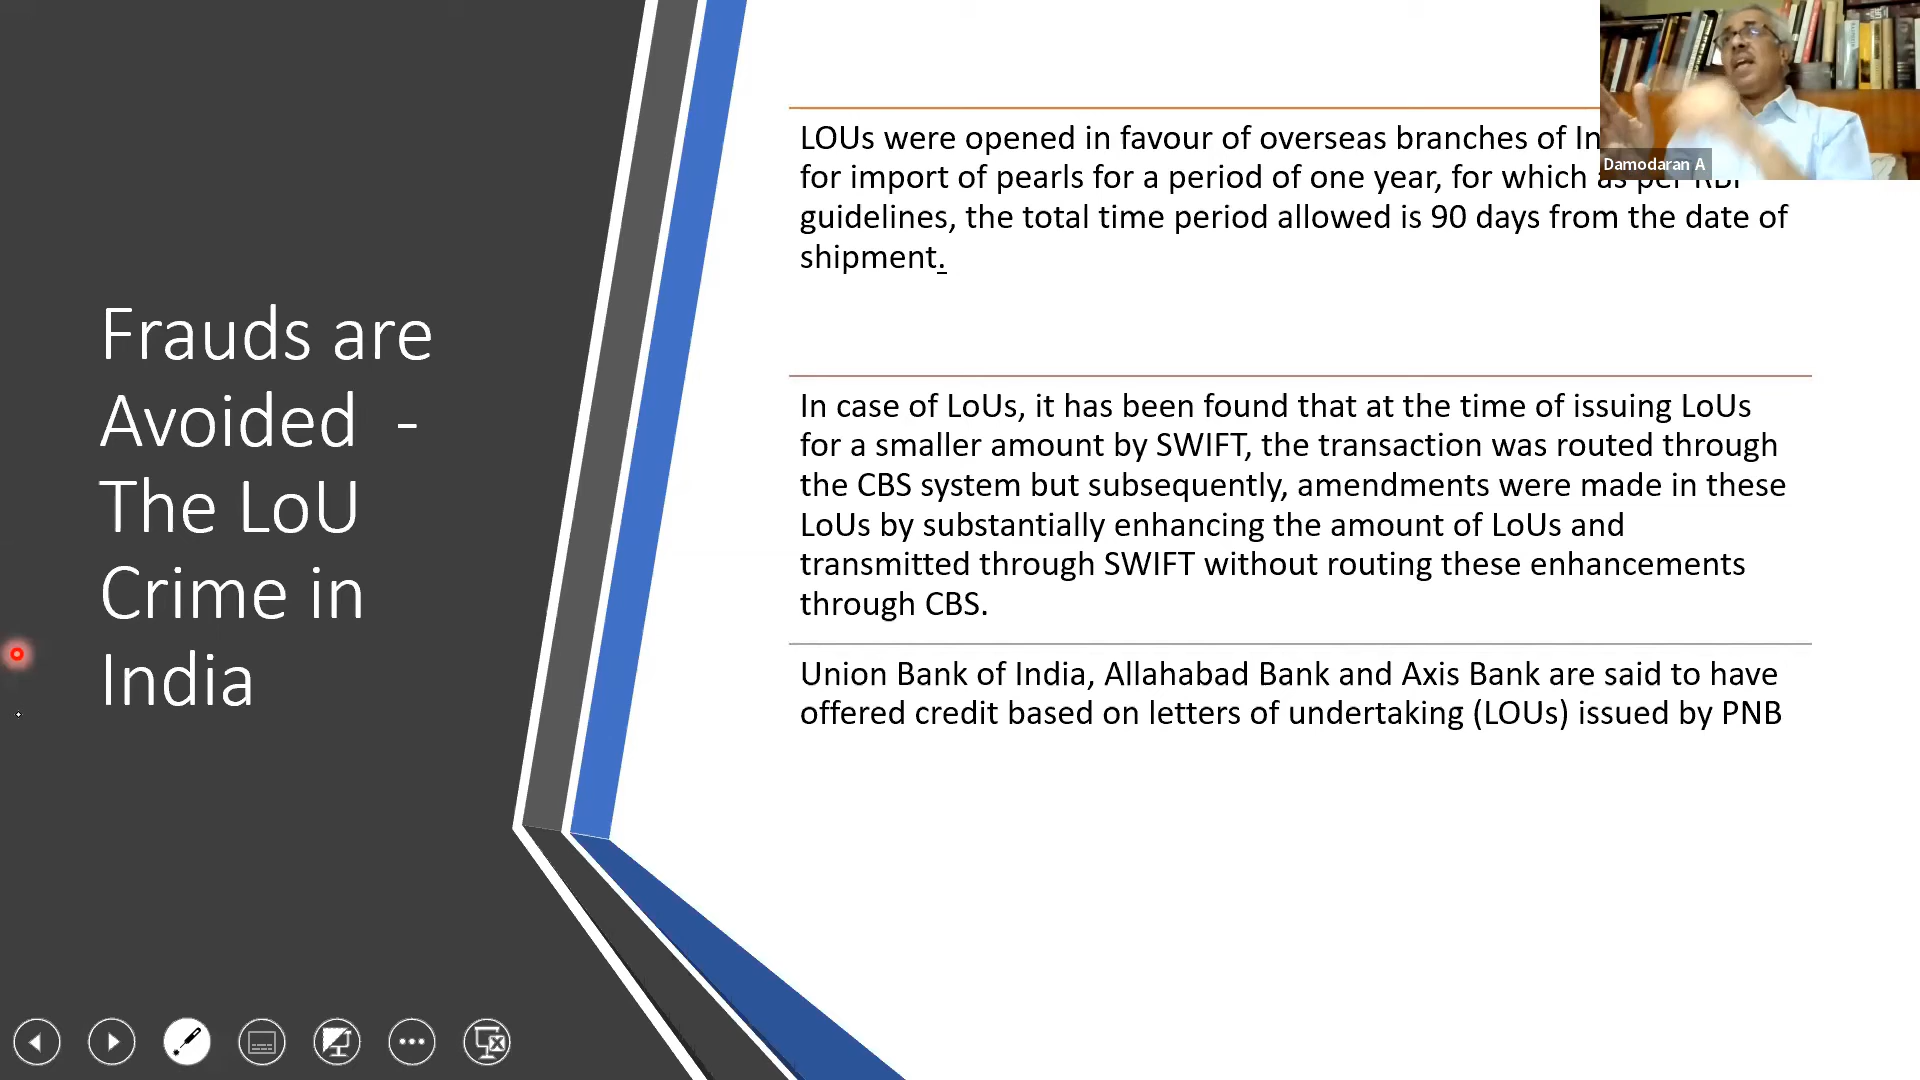 Frauds are
Avoided -
The LoU
Crime in
India
LOUs were opened in favour of overseas branches of
for import of pearls for a period of one year, for which as per RBI
guidelines, the total time period allowed is 90 days from the date of
shipment.
In case of LoUs, it has been found that at the time of issuing LoUs
for a smaller amount by SWIFT, the transaction was routed through
the CBS system but subsequently, amendments were made in these
LoUs by substantially enhancing the amount of LoUs and
transmitted through SWIFT without routing these enhancements
through CBS.
Union Bank of India, Allahabad Bank and Axis Bank are said to have
offered credit based on letters of undertaking (LOUs) issued by PNB
Damodaran A